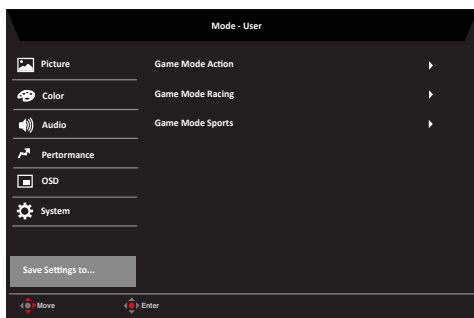 Mode - User
Picture
Game Mode Action
Color
Game Mode Racing
Audio
Game Mode Sports
Pertormance
OSD
System
Save Settings to...
Move
Enter